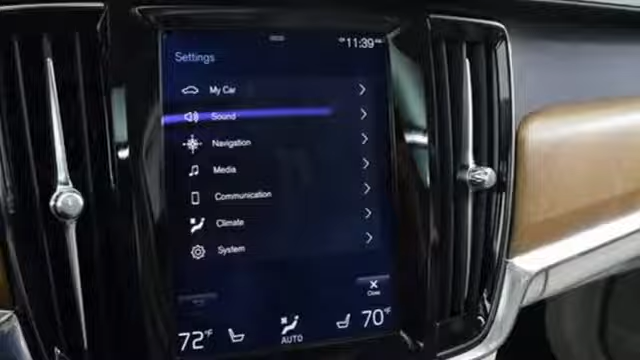 11:39
Settings
My Car
Sound
Navigation
Media
Communication
Climate
System
Close
72°F
AUTO
70°F